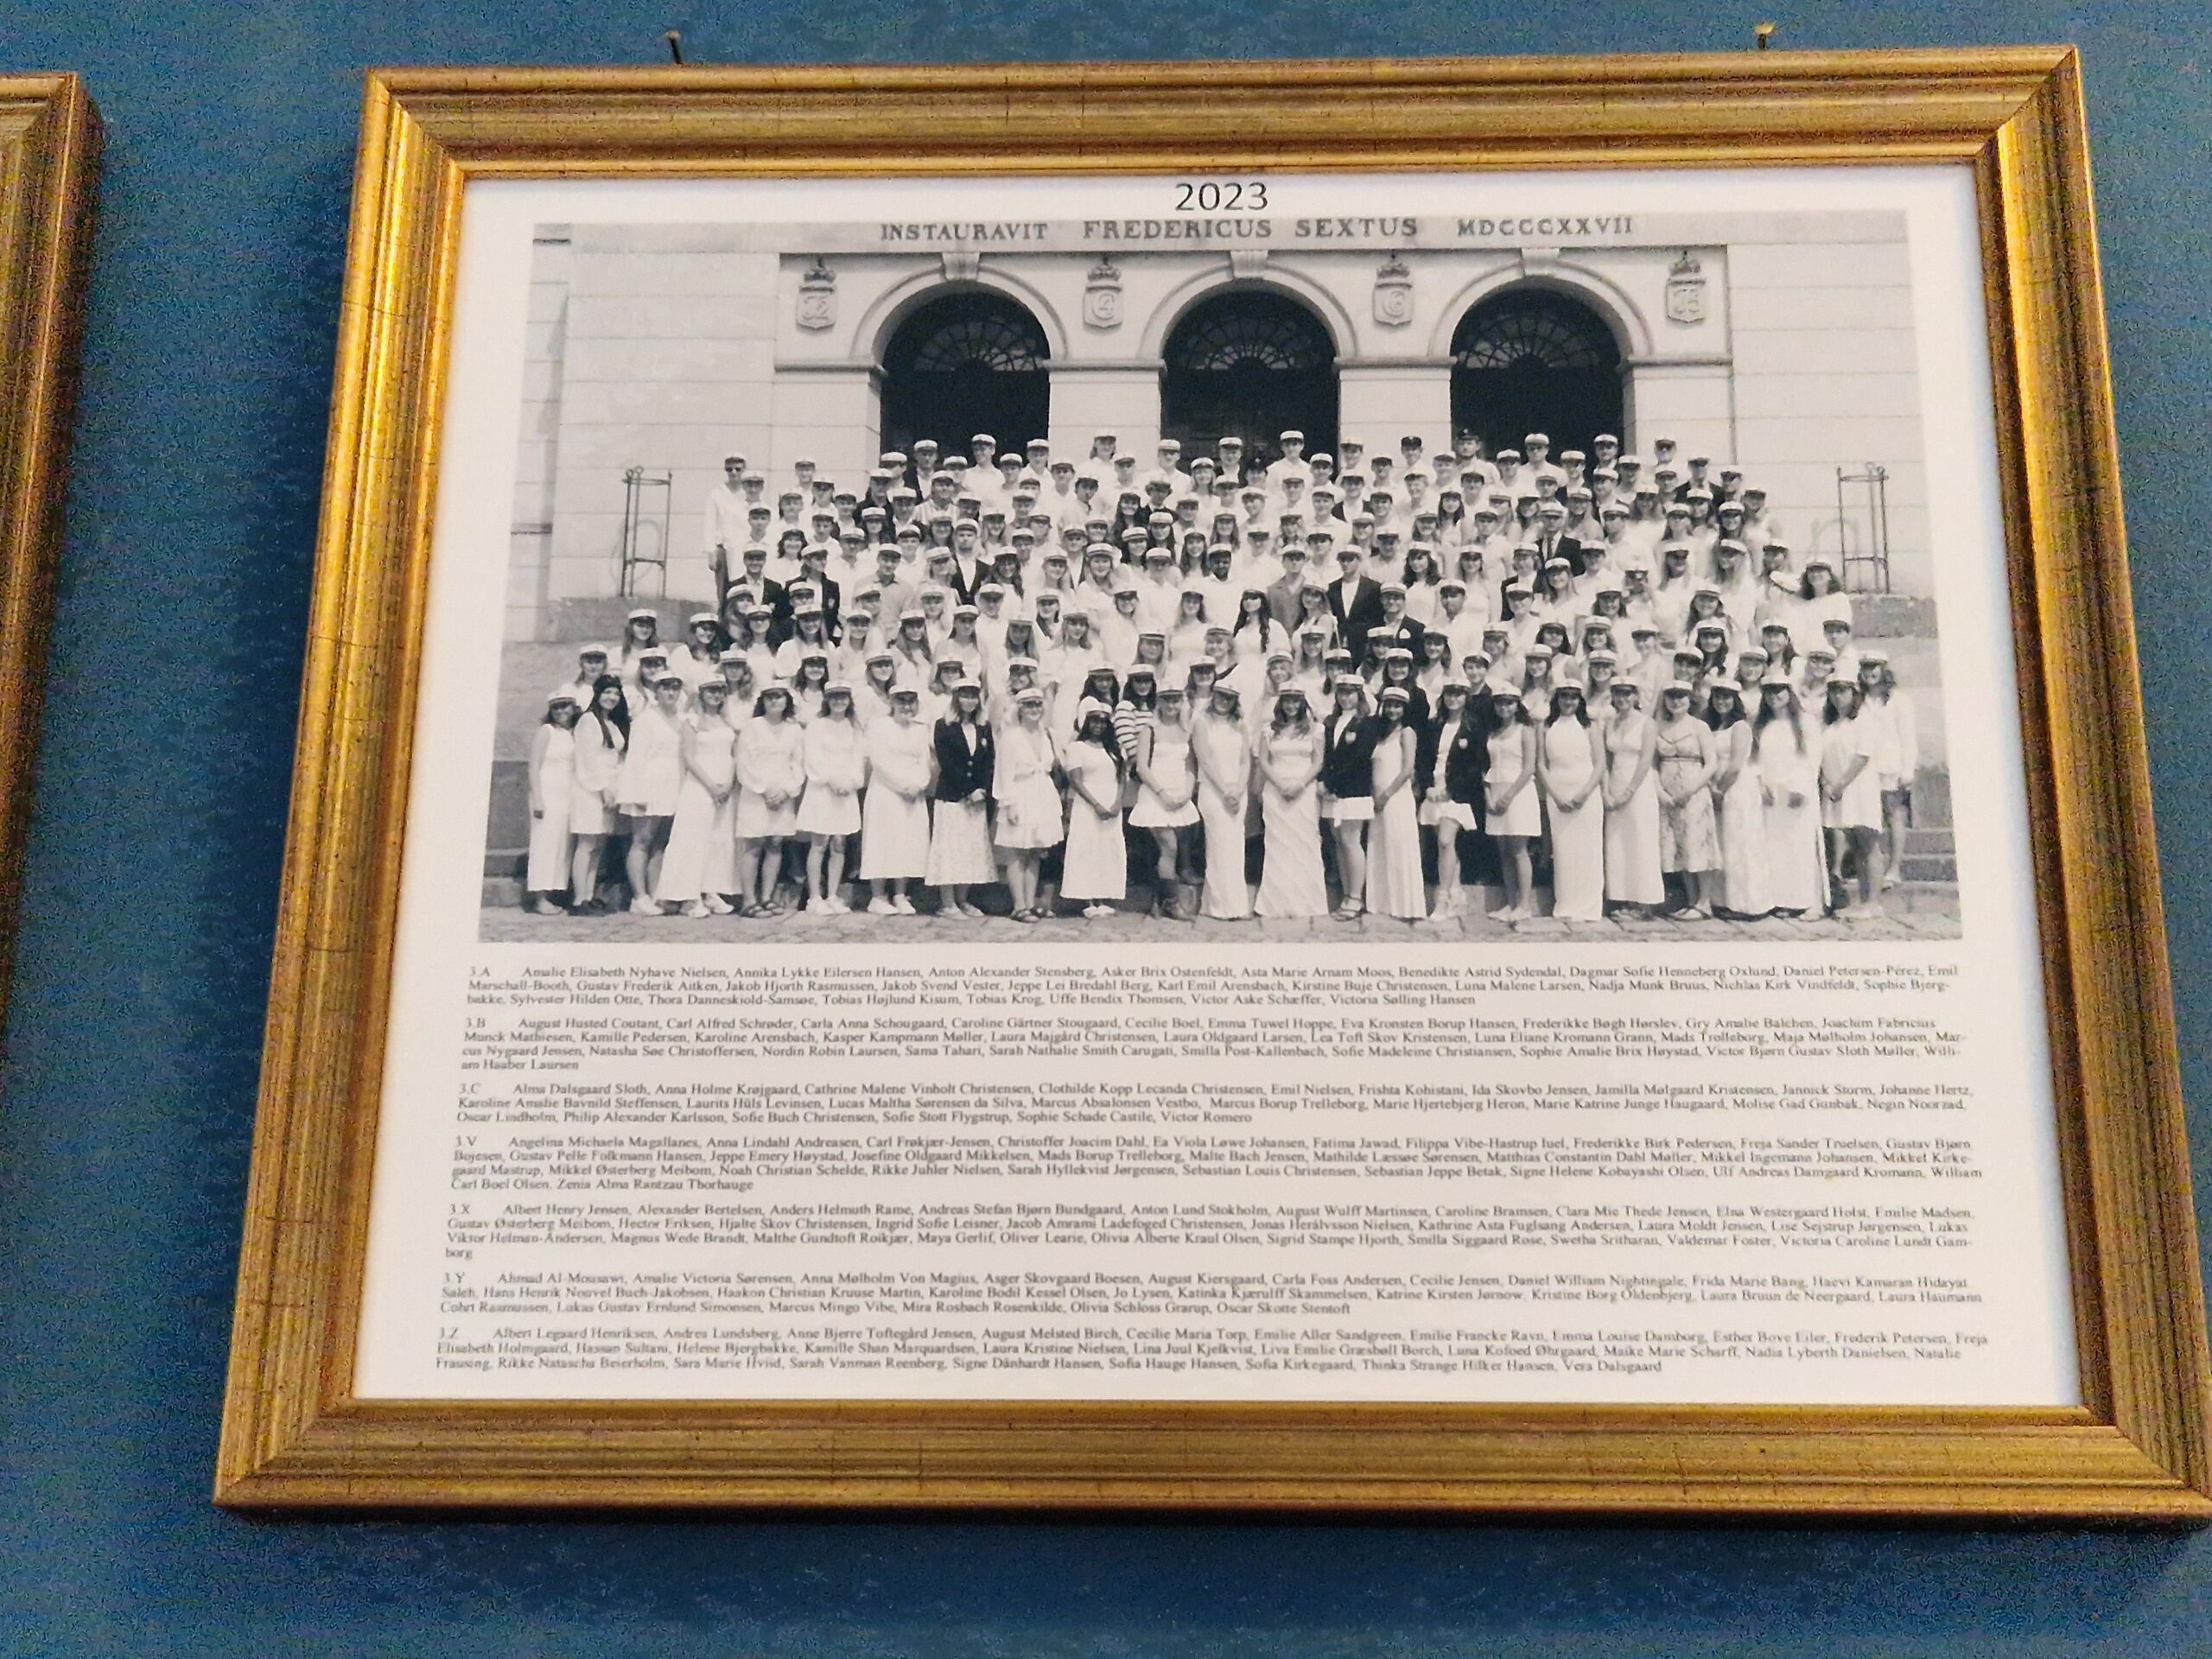 2023
INSTAURAVIT FREDERICUS SEXTUS MDCCCXXVII
3.A Amalie Elisabeth Nyhave Nielsen, Annika Lykke Eilersen Hansen, Anton Alexander Stensberg, Asker Brix Ostenfeldt, Asta Marie Arnam Moos, Benedikte Astrid Sydendal, Dagmar Sofie Henneberg Oxlund, Daniel Petersen-Perez, Emil
Marschall-Booth, Gustav Frederik Aitken, Jakob Hjorth Rasmussen, Jakob Svend Vester, Jeppe Lei Bredahl Berg, Karl Emil Arensbach, Kirstine Buje Christensen, Luna Malene Larsen, Nadja Munk Bruus, Nichlas Kirk Vindfeldt, Sophie Bjerg-
bakke, Sylvester Hilden Otte, Thora Danneskiold-Samsøe, Tobias Højlund Kisum, Tobias Krog, Uffe Bendix Thomsen, Victor Aske Schæffer, Victoria Sølling Hansen
3.B August Husted Coutant, Carl Alfred Schrøder, Carla Anna Schougaard, Caroline Gärtner Stougaard, Cecilie Boel, Emma Tuwel Hoppe, Eva Kronsten Borup Hansen, Frederikke Bøgh Hørslev, Gry Amalie Balchen, Joachim Fabricius
Munck Mathiesen, Kamille Pedersen, Karoline Arensbach, Kasper Kampmann Møller, Laura Majgård Christensen, Laura Oldgaard Larsen, Lea Toft Skov Kristensen, Luna Eliane Kromann Grann, Mads Trolleborg, Maja Mølholm Johansen, Mar-
cus Nygaard Jensen, Natasha Søe Christoffersen, Nordin Robin Laursen, Sama Tahari, Sarah Nathalie Smith Carugati, Smilla Post-Kallenbach, Sofie Madeleine Christiansen, Sophie Amalie Brix Høystad, Victor Bjørn Gustav Sloth Møller, Willi-
am Haaber Laursen
3.C Alma Dalsgaard Sloth, Anna Holme Krøjgaard, Cathrine Malene Vinholt Christensen, Clothilde Kopp Lecanda Christensen, Emil Nielsen, Frishta Kohistani, Ida Skovbo Jensen, Jamilla Mølgaard Kristensen, Jannick Storm, Johanne Hertz,
Karoline Amalie Bavnild Steffensen, Laurits Hüls Levinsen, Lucas Maltha Sørensen da Silva, Marcus Absalonsen Vestbo, Marcus Borup Trelleborg, Marie Hjertebjerg Heron, Marie Katrine Junge Haugaard, Molise Gad Gunbak, Negin Noorzad,
Oscar Lindholm, Philip Alexander Karlsson, Sofie Buch Christensen, Sofie Stott Flygstrup, Sophie Schade Castile, Victor Romero
3.V Angelina Michaela Magallanes, Anna Lindahl Andreasen, Carl Frøkjær-Jensen, Christoffer Joacim Dahl, Ea Viola Løwe Johansen, Fatima Jawad, Filippa Vibe-Hastrup Iuel, Frederikke Birk Pedersen, Freja Sander Truelsen, Gustav Bjørn
Bojesen, Gustav Pelle Folkmann Hansen, Jeppe Emery Høystad, Josefine Oldgaard Mikkelsen, Mads Borup Trelleborg, Malte Bach Jensen, Mathilde Læssøe Sørensen, Matthias Constantin Dahl Møller, Mikkel Ingemann Johansen, Mikkel Kirke-
gaard Mastrup, Mikkel Østerberg Meibom, Noah Christian Schelde, Rikke Juhler Nielsen, Sarah Hyllekvist Jørgensen, Sebastian Louis Christensen, Sebastian Jeppe Betak, Signe Helene Kobayashi Olsen, Ulf Andreas Damgaard Kromann, William
Carl Boel Olsen, Zenia Alma Rantzau Thorhauge
3.X Albert Henry Jensen, Alexander Bertelsen, Anders Helmuth Rame, Andreas Stefan Bjørn Bundgaard, Anton Lund Stokholm, August Wulff Martinsen, Caroline Bramsen, Clara Mie Thede Jensen, Elna Westergaard Holst, Emilie Madsen,
Gustav Østerberg Meibom, Hector Eriksen, Hjalte Skov Christensen, Ingrid Sofie Leisner, Jacob Amrami Ladefoged Christensen, Jonas Herálvsson Nielsen, Kathrine Asta Fuglsang Andersen, Laura Moldt Jensen, Lise Sejstrup Jørgensen, Lukas
Viktor Helman-Andersen, Magnus Wede Brandt, Malthe Gundtoft Roikjær, Maya Gerlif, Oliver Learie, Olivia Alberte Kraul Olsen, Sigrid Stampe Hjorth, Smilla Siggaard Rose, Swetha Sritharan, Valdemar Foster, Victoria Caroline Lundt Gam-
borg
3.Y Ahmad Al-Mousawi, Amalie Victoria Sørensen, Anna Mølholm Von Magius, Asger Skovgaard Boesen, August Kiersgaard, Carla Foss Andersen, Cecilie Jensen, Daniel William Nightingale, Frida Marie Bang, Haevi Kamaran Hidayat
Saleh, Hans Henrik Nouvel Buch-Jakobsen, Haakon Christian Kruuse Martin, Karoline Bodil Kessel Olsen, Jo Lysen, Katinka Kjærulff Skammelsen, Katrine Kirsten Jørnow, Kristine Borg Oldenbjerg, Laura Bruun de Neergaard, Laura Haumann
Cohrt Rasmussen, Lukas Gustav Ernlund Simonsen, Marcus Mingo Vibe, Mira Rosbach Rosenkilde, Olivia Schloss Grarup, Oscar Skotte Stentoft
3.Z Albert Legaard Henriksen, Andrea Lundsberg, Anne Bjerre Toftegård Jensen, August Melsted Birch, Cecilie Maria Torp, Emilie Aller Sandgreen, Emilie Francke Ravn, Emma Louise Damborg, Esther Bove Eiler, Frederik Petersen, Freja
Elisabeth Holmgaard, Hassan Sultani, Helene Bjergbakke, Kamille Shan Marquardsen, Laura Kristine Nielsen, Lina Juul Kjelkvist, Liva Emilie Græsbøll Borch, Luna Kofoed Øhrgaard, Maike Marie Scharff, Nadia Lyberth Danielsen, Natalie
Frausing, Rikke Natascha Beierholm, Sara Marie Hviid, Sarah Vanman Reenberg, Signe Dänhardt Hansen, Sofia Hauge Hansen, Sofia Kirkegaard, Thinka Strange Hilker Hansen, Vera Dalsgaard